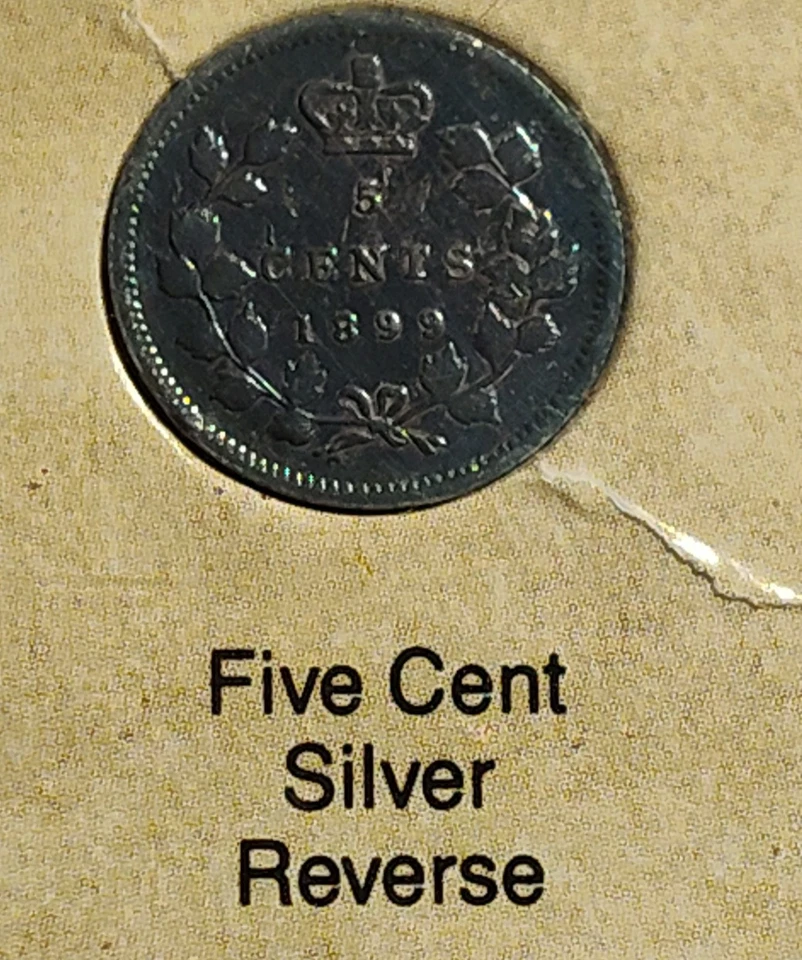 5
CENTS
1899
Five Cent
Silver
Reverse